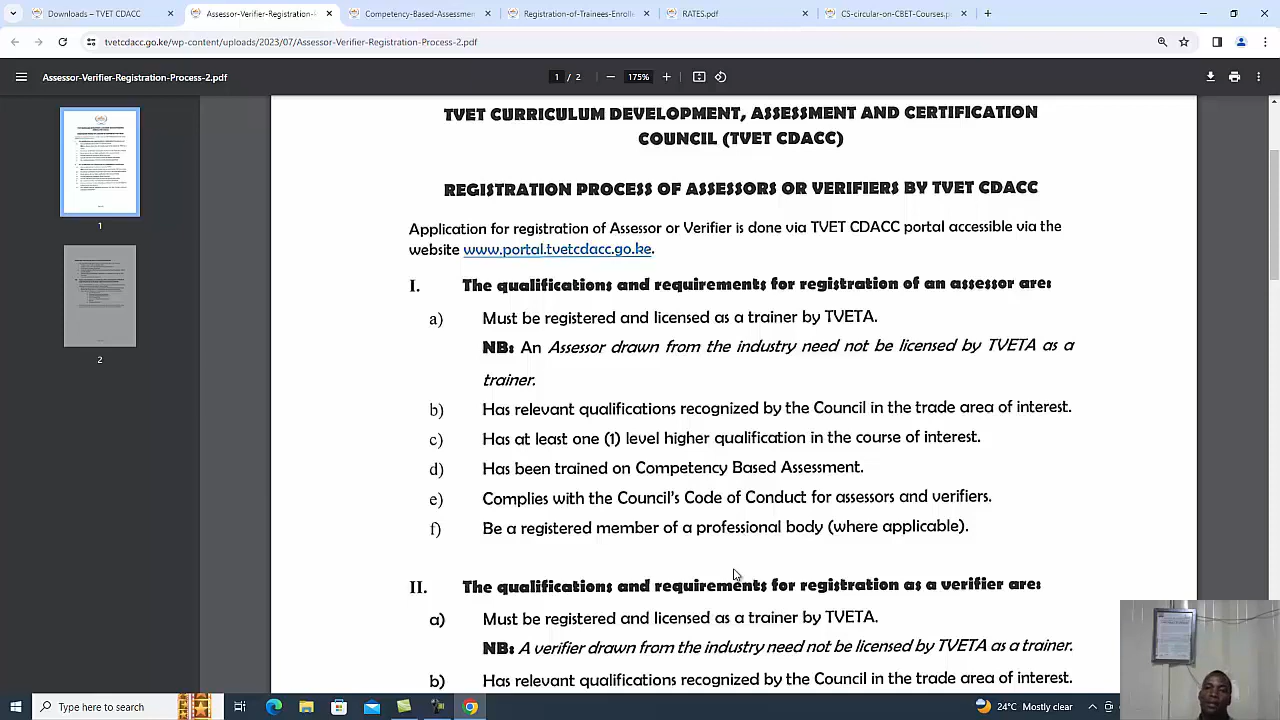 Downloads – TVET CDACC
Assessor-Verifier-Registration-
Competency-Based-Assessmen
Registration-of-Trainees-Enroll
RATES.pdf
CS-circular-on-CBET-Courses.p
tvetcdacc.go.ke/wp-content/uploads/2023/07/Assessor-Verifier-Registration-Process-2.pdf
Assessor-Verifier-Registration-Process-2.pdf
1 / 2
175%
TVET CURRICULUM DEVELOPMENT, ASSESSMENT AND CERTIFICATION
COUNCIL (TVET CDACC)
REGISTRATION PROCESS OF ASSESSORS OR VERIFIERS BY TVET CDACC
Application for registration of Assessor or Verifier is done via TVET CDACC portal accessible via the
website www.portal.tvetcdacc.go.ke.
I. The qualifications and requirements for registration of an assessor are:
a) Must be registered and licensed as a trainer by TVETA.
NB: An Assessor drawn from the industry need not be licensed by TVETA as a
trainer.
b) Has relevant qualifications recognized by the Council in the trade area of interest.
c) Has at least one (1) level higher qualification in the course of interest.
d) Has been trained on Competency Based Assessment.
e) Complies with the Council's Code of Conduct for assessors and verifiers.
f) Be a registered member of a professional body (where applicable).
II. The qualifications and requirements for registration as a verifier are:
a) Must be registered and licensed as a trainer by TVETA.
NB: A verifier drawn from the industry need not be licensed by TVETA as a trainer.
b) Has relevant qualifications recognized by the Council in the trade area of interest.
1
2
Type here to search
24°C Mostly clear